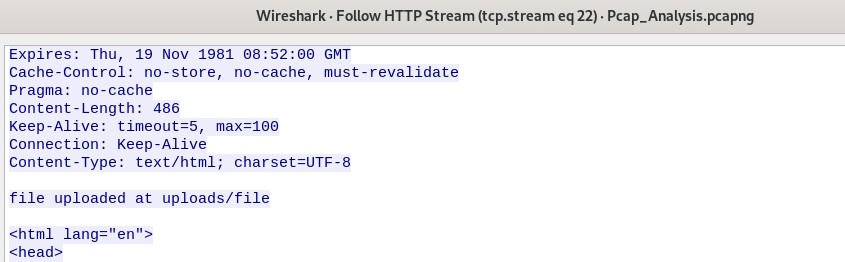 Wireshark · Follow HTTP Stream (tcp.stream eq 22) · Pcap_Analysis.pcapng
Expires: Thu, 19 Nov 1981 08:52:00 GMT
Cache-Control: no-store, no-cache, must-revalidate
Pragma: no-cache
Content-Length: 486
Keep-Alive: timeout=5, max=100
Connection: Keep-Alive
Content-Type: text/html; charset=UTF-8
file uploaded at uploads/file
<html lang="en">
<head>